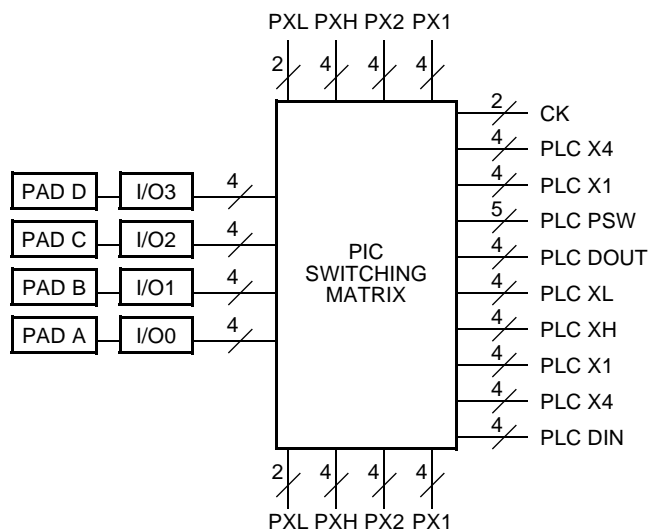 PXL PXH PX2 PX1
2 4 4 4
2 CK
4 PLC X4
4 PLC X1
PAD D I/O3 4
5 PLC PSW
PAD C I/O2 4
4 PLC DOUT
PIC
SWITCHING
MATRIX
PAD B I/O1 4
4 PLC XL
PAD A I/O0 4
4 PLC XH
4 PLC X1
4 PLC X4
4 PLC DIN
2 4 4 4
PXL PXH PX2 PX1